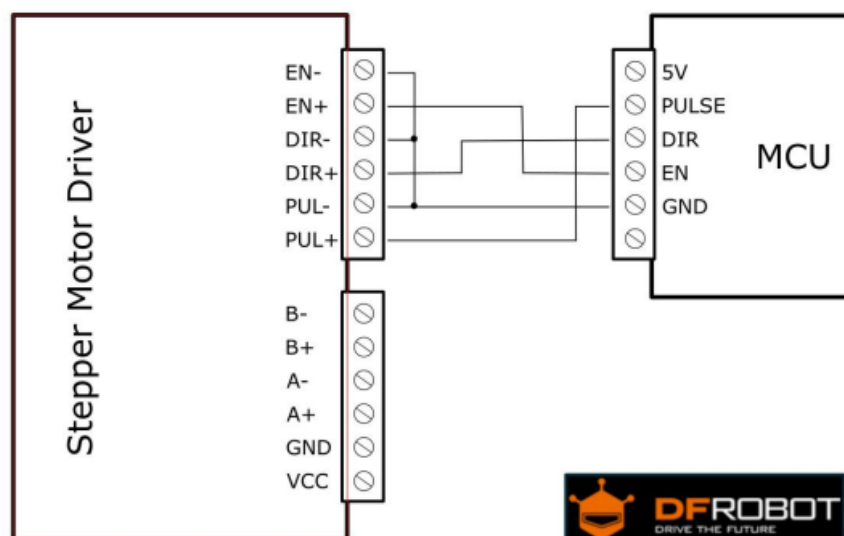 Stepper Motor Driver
EN-
EN+
DIR-
DIR+
PUL-
PUL+
B-
B+
A-
A+
GND
VCC
5V
PULSE
DIR
EN
GND
MCU
DFROBOT
DRIVE THE FUTURE